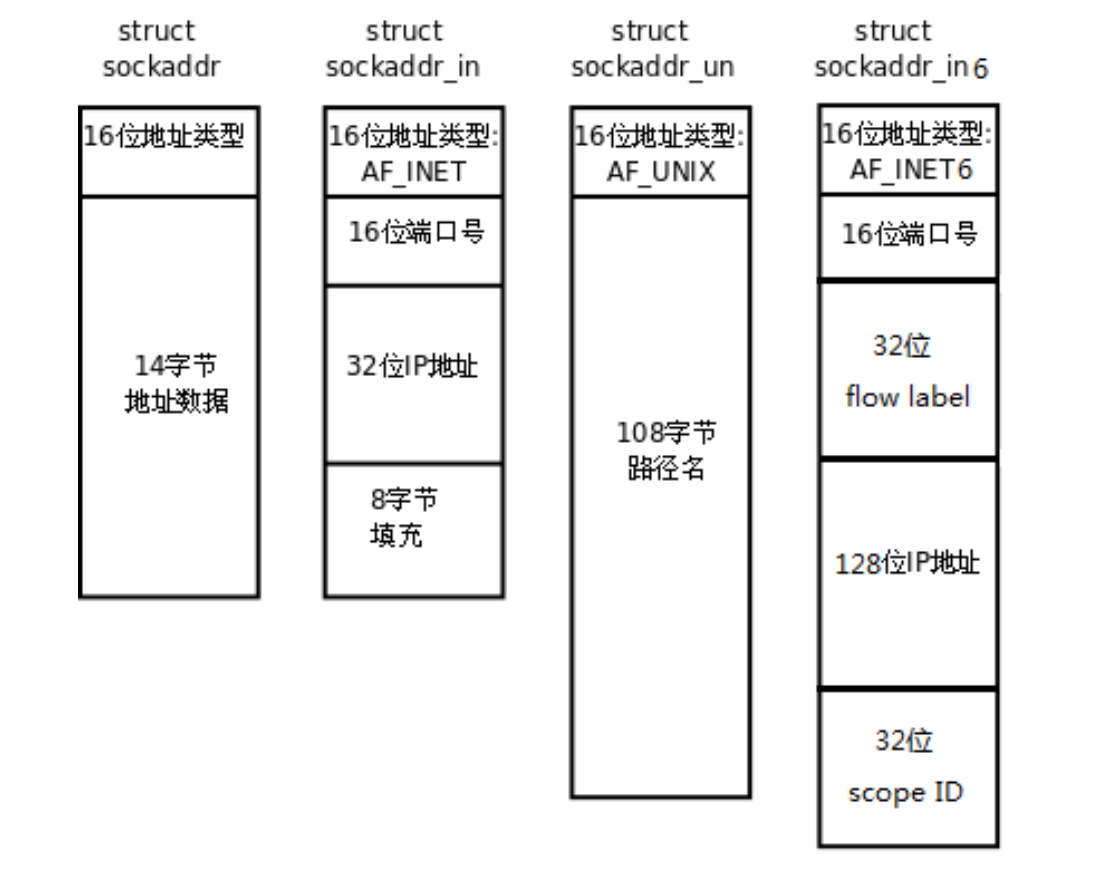 struct
sockaddr
16位地址类型
14字节
地址数据
struct
sockaddr_in
16位地址类型:
AF_INET
16位端口号
32位IP地址
8字节
填充
struct
sockaddr_un
16位地址类型:
AF_UNIX
108字节
路径名
struct
sockaddr_in6
16位地址类型:
AF_INET6
16位端口号
32位
flow label
128位IP地址
32位
scope ID